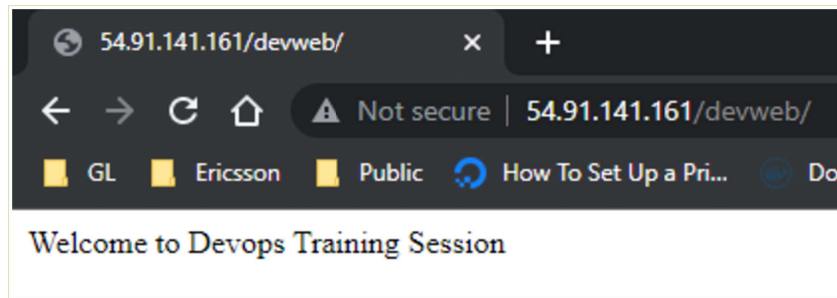 54.91.141.161/devweb/
Not secure 54.91.141.161/devweb/
GL Ericsson Public How To Set Up a Pri... Do
Welcome to Devops Training Session